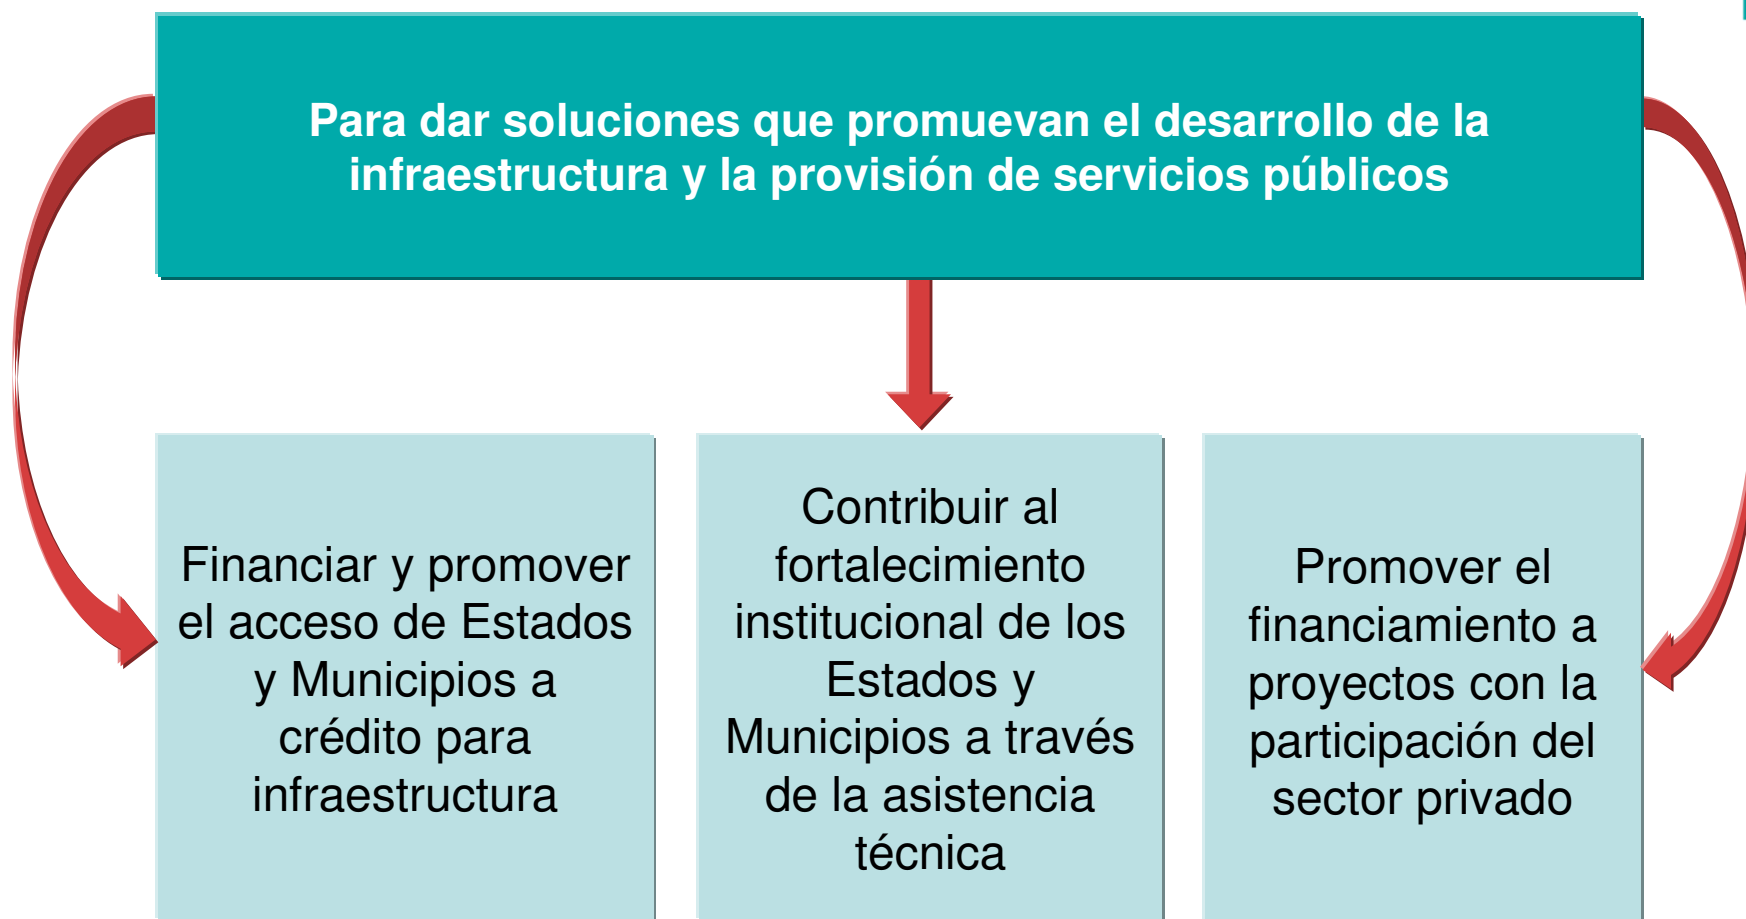 Para dar soluciones que promuevan el desarrollo de la
infraestructura y la provisión de servicios públicos
Financiar y promover
el acceso de Estados
y Municipios a
crédito para
infraestructura
Contribuir al
fortalecimiento
institucional de los
Estados y
Municipios a través
de la asistencia
técnica
Promover el
financiamiento a
proyectos con la
participación del
sector privado